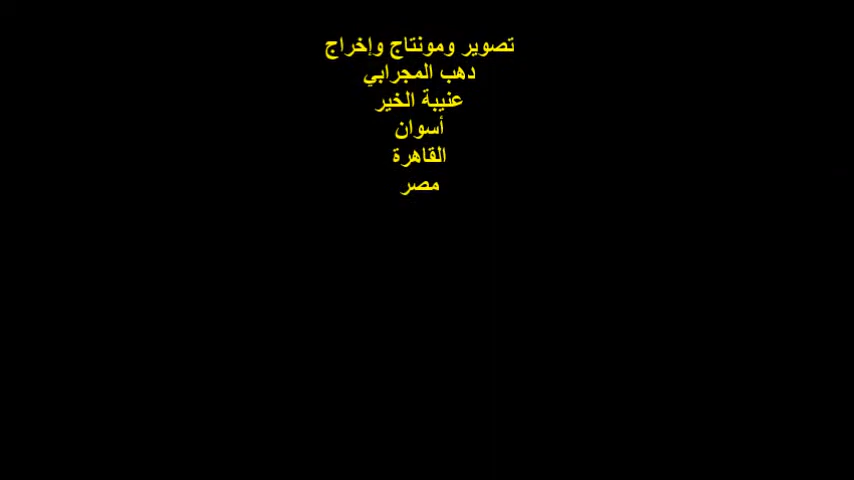 تصوير ومونتاج وإخراج
دهب المجرابي
عنيبة الخير
أسوان
القاهرة
مصر